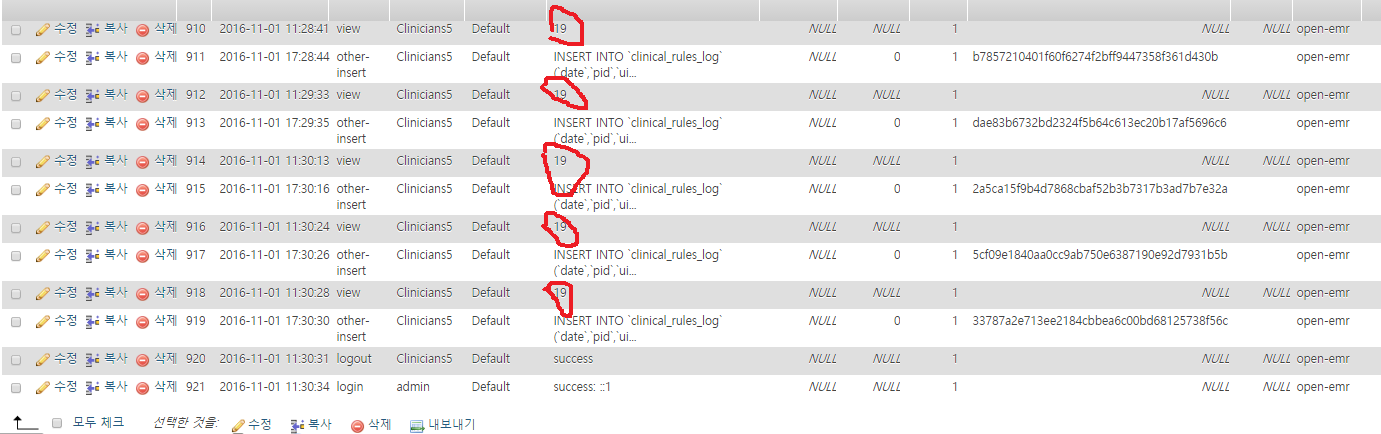 수정 복사 삭제 910 2016-11-01 11:28:41 view Clinicians5 Default 19 NULL NULL 1 NULL NULL open-emr
수정 복사 삭제 911 2016-11-01 17:28:44 other- INSERT INTO `clinical_rules_log` NULL 0 1 b7857210401f60f6274f2bff9447358f361d430b open-emr
insert Clinicians5 Default (`date`,`pid`,`ui...
수정 복사 삭제 912 2016-11-01 11:29:33 view Clinicians5 Default 19 NULL NULL 1 NULL NULL open-emr
수정 복사 삭제 913 2016-11-01 17:29:35 other- Clinicians5 Default INSERT INTO `clinical_rules_log` NULL 0 1 dae83b6732bd2324f5b64c613ec20b17af5696c6 open-emr
insert (`date`,`pid`,`ui...
수정 복사 삭제 914 2016-11-01 11:30:13 view Clinicians5 Default 19 NULL NULL 1 NULL NULL open-emr
수정 복사 삭제 915 2016-11-01 17:30:16 other- Clinicians5 Default INSERT INTO `clinical_rules_log` NULL 0 1 2a5ca15f9b4d7868cbaf52b3b7317b3ad7b7e32a open-emr
insert (`date`,`pid`,`ui...
수정 복사 삭제 916 2016-11-01 11:30:24 view Clinicians5 Default 19 NULL NULL 1 NULL NULL open-emr
수정 복사 삭제 917 2016-11-01 17:30:26 other- Clinicians5 Default INSERT INTO `clinical_rules_log` NULL 0 1 5cf09e1840aa0cc9ab750e6387190e92d7931b5b open-emr
insert (`date`,`pid`,`ui...
수정 복사 삭제 918 2016-11-01 11:30:28 view Clinicians5 Default 19 NULL NULL 1 NULL NULL open-emr
수정 복사 삭제 919 2016-11-01 17:30:30 other- Clinicians5 Default INSERT INTO `clinical_rules_log` NULL 0 1 33787a2e713ee2184cbbea6c00bd68125738f56c open-emr
insert (`date`,`pid`,`ui...
수정 복사 삭제 920 2016-11-01 11:30:31 logout Clinicians5 Default success NULL NULL 1 NULL NULL open-emr
수정 복사 삭제 921 2016-11-01 11:30:34 login admin Default success: ::1 NULL NULL 1 NULL NULL open-emr
모두 체크 선택한 것을: 수정 복사 삭제 내보내기